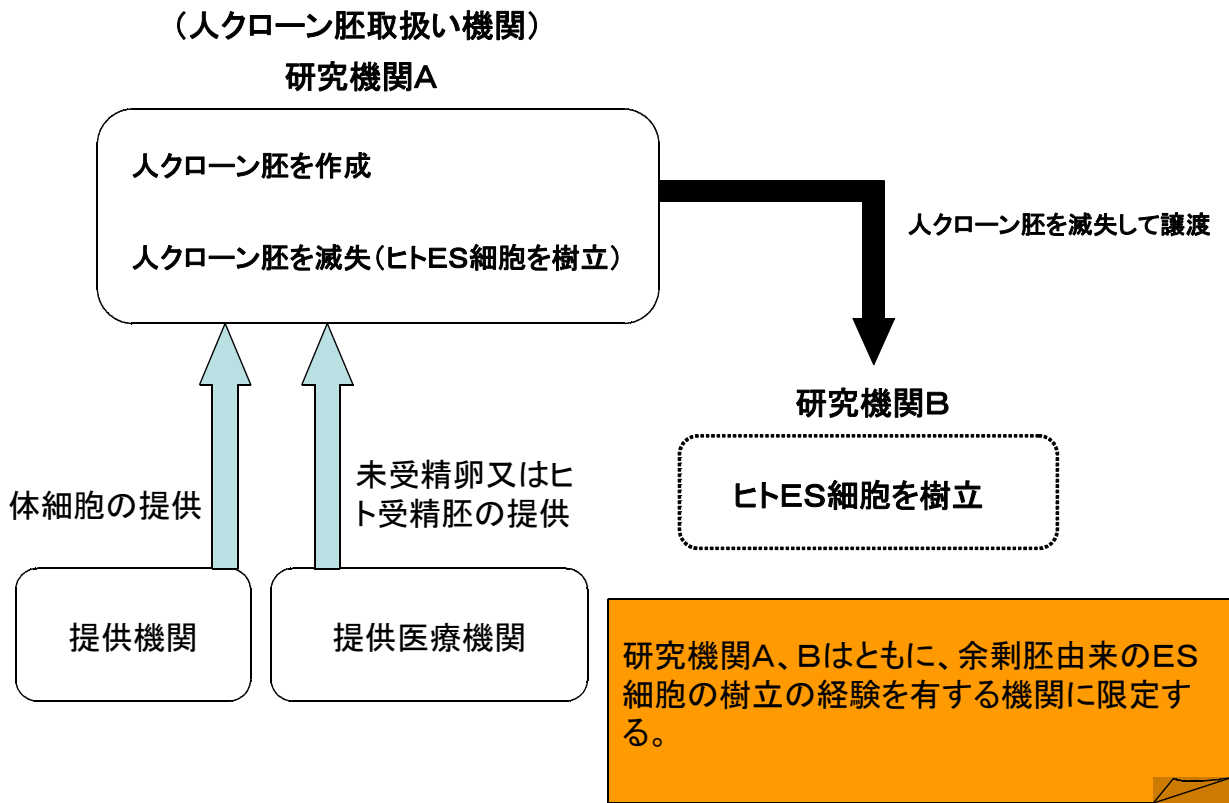 （人クローン胚取扱い機関）
研究機関Ａ
人クローン胚を作成
人クローン胚を滅失（ヒトＥＳ細胞を樹立）
人クローン胚を滅失して譲渡
研究機関Ｂ
ヒトＥＳ細胞を樹立
体細胞の提供
未受精卵又はヒ
ト受精胚の提供
提供機関
提供医療機関
研究機関Ａ、Ｂはともに、余剰胚由来のＥＳ
細胞の樹立の経験を有する機関に限定す
る。